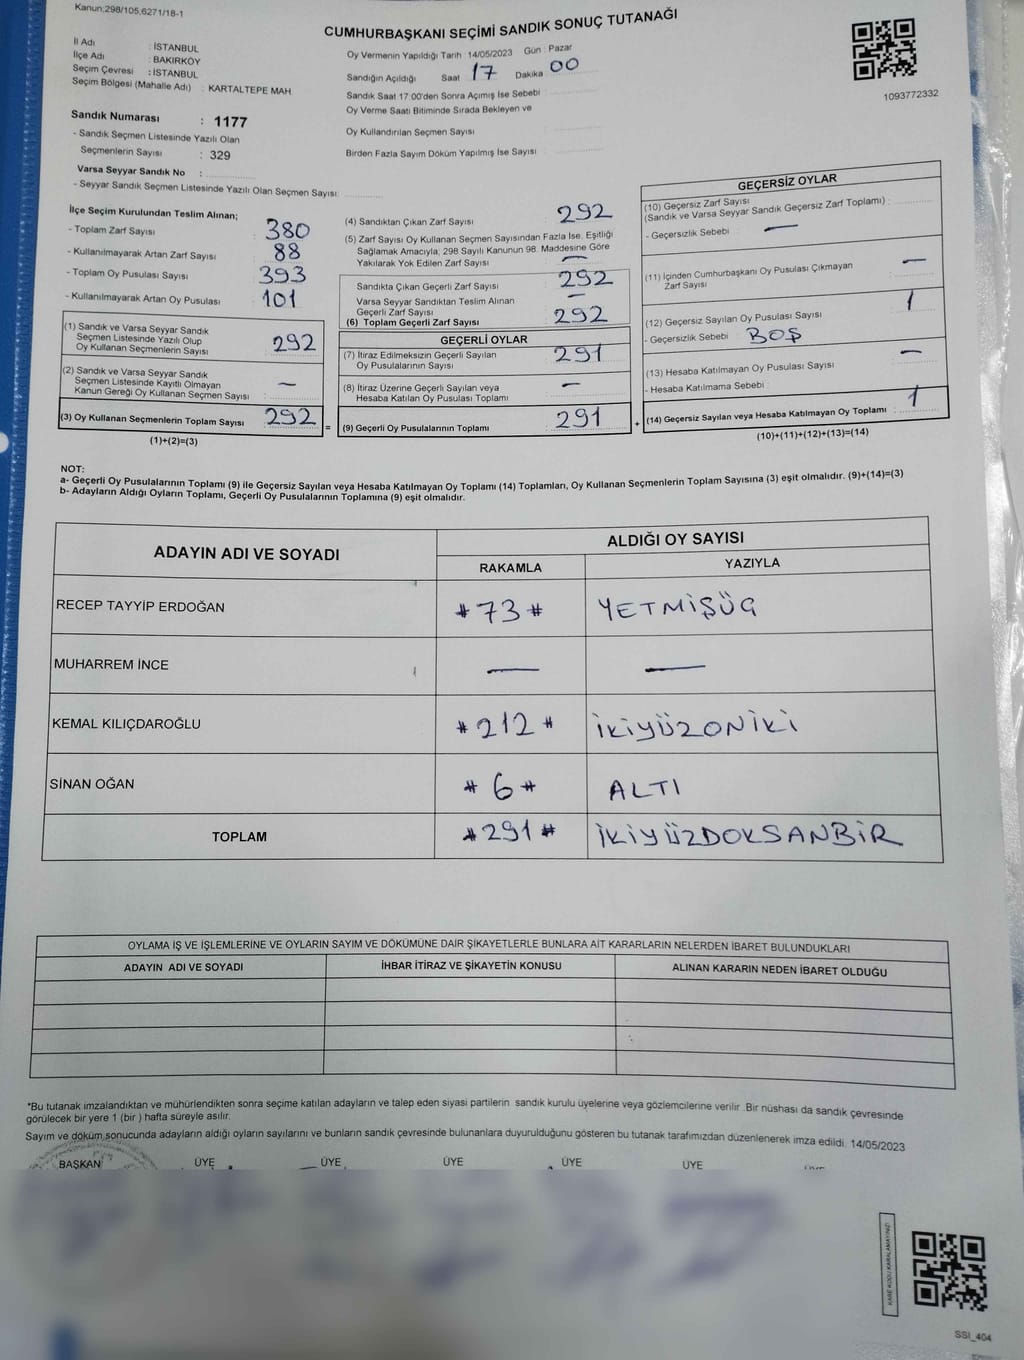 Kanun:298/105,6271/18-1
CUMHURBAŞKANI SEÇİMİ SANDIK SONUÇ TUTANAĞI
İl Adı : İSTANBUL
İlçe Adı : BAKIRKÖY
Seçim Çevresi : İSTANBUL
Seçim Bölgesi (Mahalle Adı) : KARTALTEPE MAH
Sandık Numarası : 1177
- Sandık Seçmen Listesinde Yazılı Olan
Seçmenlerin Sayısı : 329
Varsa Seyyar Sandık No :
- Seyyar Sandık Seçmen Listesinde Yazılı Olan Seçmen Sayısı:
Oy Vermenin Yapıldığı Tarih : 14/05/2023 Gün : Pazar
Sandığın Açıldığı Saat 17 Dakika 00
Sandık Saat 17:00'den Sonra Açımış İse Sebebi :
Oy Verme Saati Bitiminde Sırada Bekleyen ve
Oy Kullandırılan Seçmen Sayısı :
Birden Fazla Sayım Döküm Yapılmış İse Sayısı :
1093772332
İlçe Seçim Kurulundan Teslim Alınan;
- Toplam Zarf Sayısı : 380
- Kullanılmayarak Artan Zarf Sayısı : 88
- Toplam Oy Pusulası Sayısı : 393
- Kullanılmayarak Artan Oy Pusulası : 101
(1) Sandık ve Varsa Seyyar Sandık
Seçmen Listesinde Yazılı Olup
Oy Kullanan Seçmenlerin Sayısı : 292
(2) Sandık ve Varsa Seyyar Sandık
Seçmen Listesinde Kayıtlı Olmayan
Kanun Gereği Oy Kullanan Seçmen Sayısı : —
(3) Oy Kullanan Seçmenlerin Toplam Sayısı : 292
(1)+(2)=(3)
=
(4) Sandıktan Çıkan Zarf Sayısı : 292
(5) Zarf Sayısı Oy Kullanan Seçmen Sayısından Fazla İse, Eşitliği
Sağlamak Amacıyla, 298 Sayılı Kanunun 98. Maddesine Göre
Yakılarak Yok Edilen Zarf Sayısı : —
Sandıkta Çıkan Geçerli Zarf Sayısı : 292
Varsa Seyyar Sandıktan Teslim Alınan
Geçerli Zarf Sayısı : —
(6) Toplam Geçerli Zarf Sayısı : 292
GEÇERLİ OYLAR
(7) İtiraz Edilmeksizin Geçerli Sayılan
Oy Pusulalarının Sayısı : 291
(8) İtiraz Üzerine Geçerli Sayılan veya
Hesaba Katılan Oy Pusulası Toplamı : —
(9) Geçerli Oy Pusulalarının Toplamı : 291
+
GEÇERSİZ OYLAR
(10) Geçersiz Zarf Sayısı
(Sandık ve Varsa Seyyar Sandık Geçersiz Zarf Toplamı) :
- Geçersizlik Sebebi : —
(11) İçinden Cumhurbaşkanı Oy Pusulası Çıkmayan
Zarf Sayısı : —
(12) Geçersiz Sayılan Oy Pusulası Sayısı : 1
- Geçersizlik Sebebi : BOŞ
(13) Hesaba Katılmayan Oy Pusulası Sayısı : —
- Hesaba Katılmama Sebebi :
(14) Geçersiz Sayılan veya Hesaba Katılmayan Oy Toplamı : 1
(10)+(11)+(12)+(13)=(14)
NOT:
a- Geçerli Oy Pusulalarının Toplamı (9) ile Geçersiz Sayılan veya Hesaba Katılmayan Oy Toplamı (14) Toplamları, Oy Kullanan Seçmenlerin Toplam Sayısına (3) eşit olmalıdır. (9)+(14)=(3)
b- Adayların Aldığı Oyların Toplamı, Geçerli Oy Pusulalarının Toplamına (9) eşit olmalıdır.
ADAYIN ADI VE SOYADI
ALDIĞI OY SAYISI
RAKAMLA YAZIYLA
RECEP TAYYİP ERDOĞAN #73# YETMİŞÜÇ
MUHARREM İNCE — —
KEMAL KILIÇDAROĞLU #212# İKİYÜZONİKİ
SİNAN OĞAN #6# ALTI
TOPLAM #291# İKİYÜZDOKSANBİR
OYLAMA İŞ VE İŞLEMLERİNE VE OYLARIN SAYIM VE DÖKÜMÜNE DAİR ŞİKAYETLERLE BUNLARA AİT KARARLARIN NELERDEN İBARET BULUNDUKLARI
ADAYIN ADI VE SOYADI İHBAR İTİRAZ VE ŞİKAYETİN KONUSU ALINAN KARARIN NEDEN İBARET OLDUĞU
*Bu tutanak imzalandıktan ve mühürlendikten sonra seçime katılan adayların ve talep eden siyasi partilerin sandık kurulu üyelerine veya gözlemcilerine verilir .Bir nüshası da sandık çevresinde
görülecek bir yere 1 (bir ) hafta süreyle asılır.
Sayım ve döküm sonucunda adayların aldığı oyların sayılarını ve bunların sandık çevresinde bulunanlara duyurulduğunu gösteren bu tutanak tarafımızdan düzenlenerek imza edildi. 14/05/2023
BAŞKAN ÜYE ÜYE ÜYE ÜYE ÜYE
KARE KODU KARALAMAYINIZ!
SSI_404